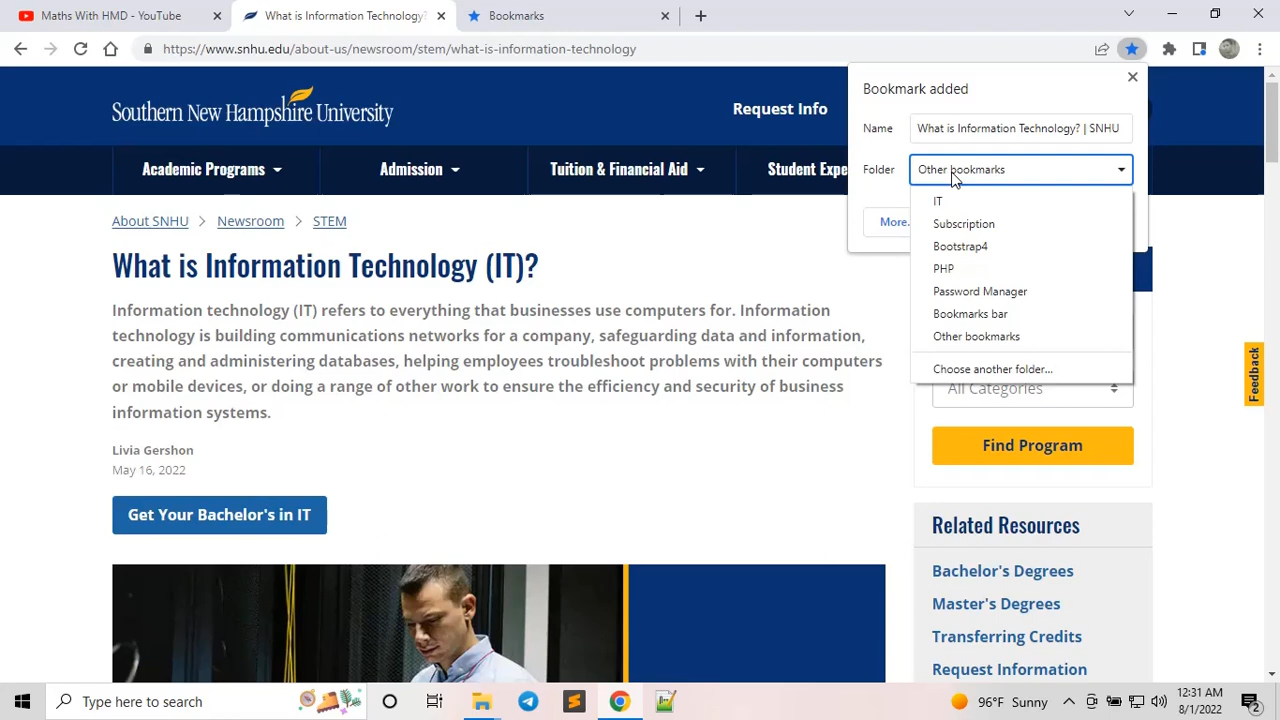 Maths With HMD - YouTube
What is Information Technology?
Bookmarks
https://www.snhu.edu/about-us/newsroom/stem/what-is-information-technology
Southern New Hampshire University
Request Info
Academic Programs
Admission
Tuition & Financial Aid
Student Expe
Bookmark added
Name What is Information Technology? | SNHU
Folder Other bookmarks
IT
Subscription
Bootstrap4
PHP
Password Manager
Bookmarks bar
Other bookmarks
Choose another folder...
More.
About SNHU
Newsroom
STEM
What is Information Technology (IT)?
Information technology (IT) refers to everything that businesses use computers for. Information
technology is building communications networks for a company, safeguarding data and information,
creating and administering databases, helping employees troubleshoot problems with their computers
or mobile devices, or doing a range of other work to ensure the efficiency and security of business
information systems.
Livia Gershon
May 16, 2022
Get Your Bachelor's in IT
All Categories
Find Program
Related Resources
Bachelor's Degrees
Master's Degrees
Transferring Credits
Request Information
Feedback
Type here to search
96°F Sunny
12:31 AM
8/1/2022
2